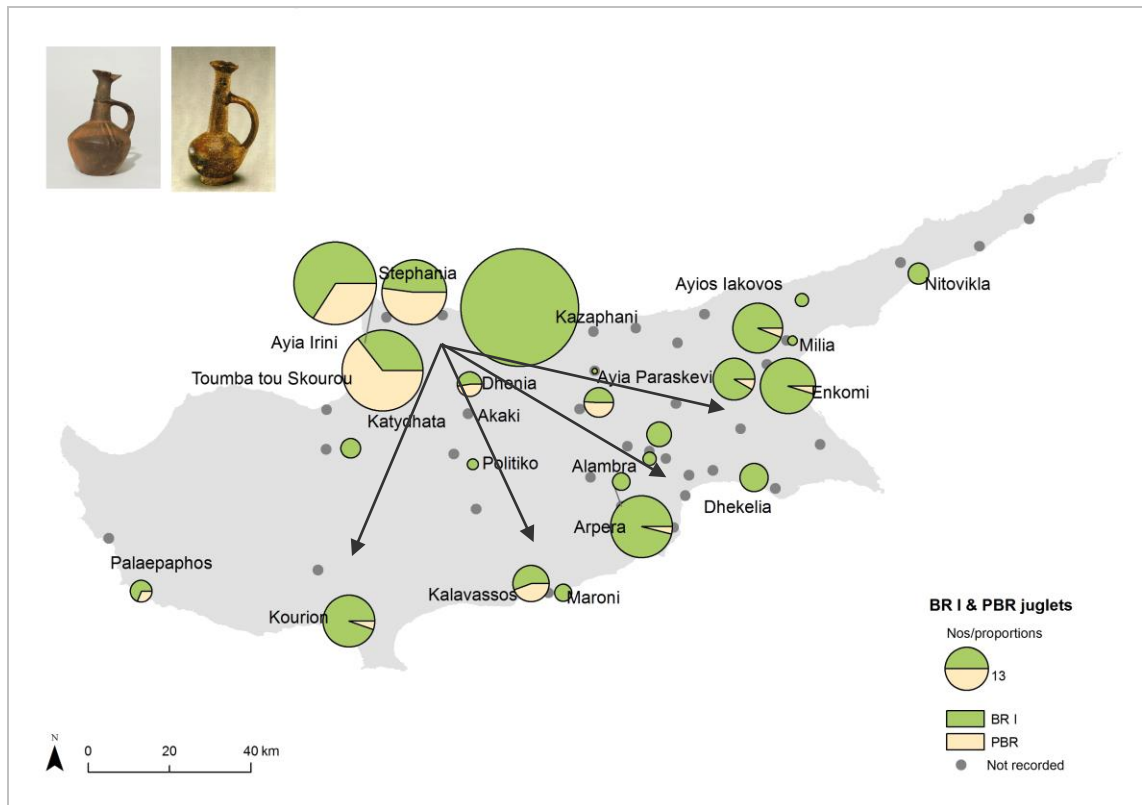 Stephania
Kazaphani
Ayios Iakovos
Nitovikla
Ayia Irini
Milia
Toumba tou Skourou
Dhenia
Ayia Paraskevi
Enkomi
Katydhata
Akaki
Politiko
Alambra
Dhekelia
Arpera
Palaepaphos
Kalavassos
Maroni
Kourion
BR I & PBR juglets
Nos/proportions
13
BR I
PBR
Not recorded
N
0 20 40 km